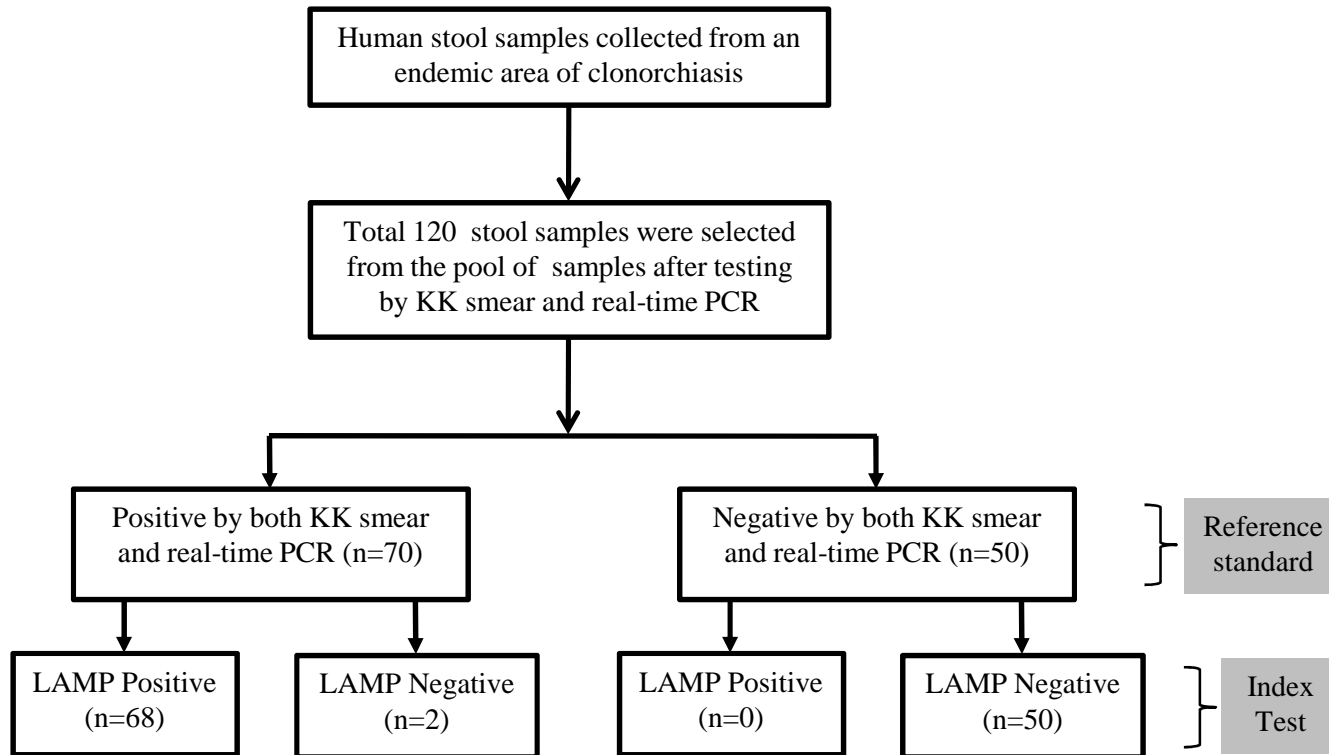 Human stool samples collected from an
endemic area of clonorchiasis
Total 120 stool samples were selected
from the pool of samples after testing
by KK smear and real-time PCR
Positive by both KK smear
and real-time PCR (n=70)
Negative by both KK smear
and real-time PCR (n=50)
Reference
standard
LAMP Positive
(n=68)
LAMP Negative
(n=2)
LAMP Positive
(n=0)
LAMP Negative
(n=50)
Index
Test